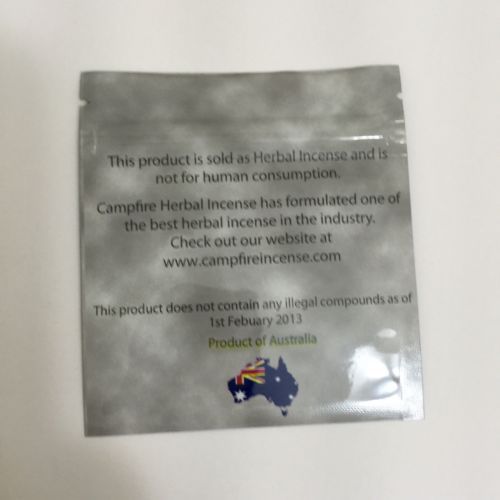 This product is sold as Herbal Incense and is
not for human consumption.
Campfire Herbal Incense has formulated one of
the best herbal incense in the industry.
Check out our website at
www.campfireincense.com
This product does not contain any illegal compounds as of
1st Febuary 2013
Product of Australia